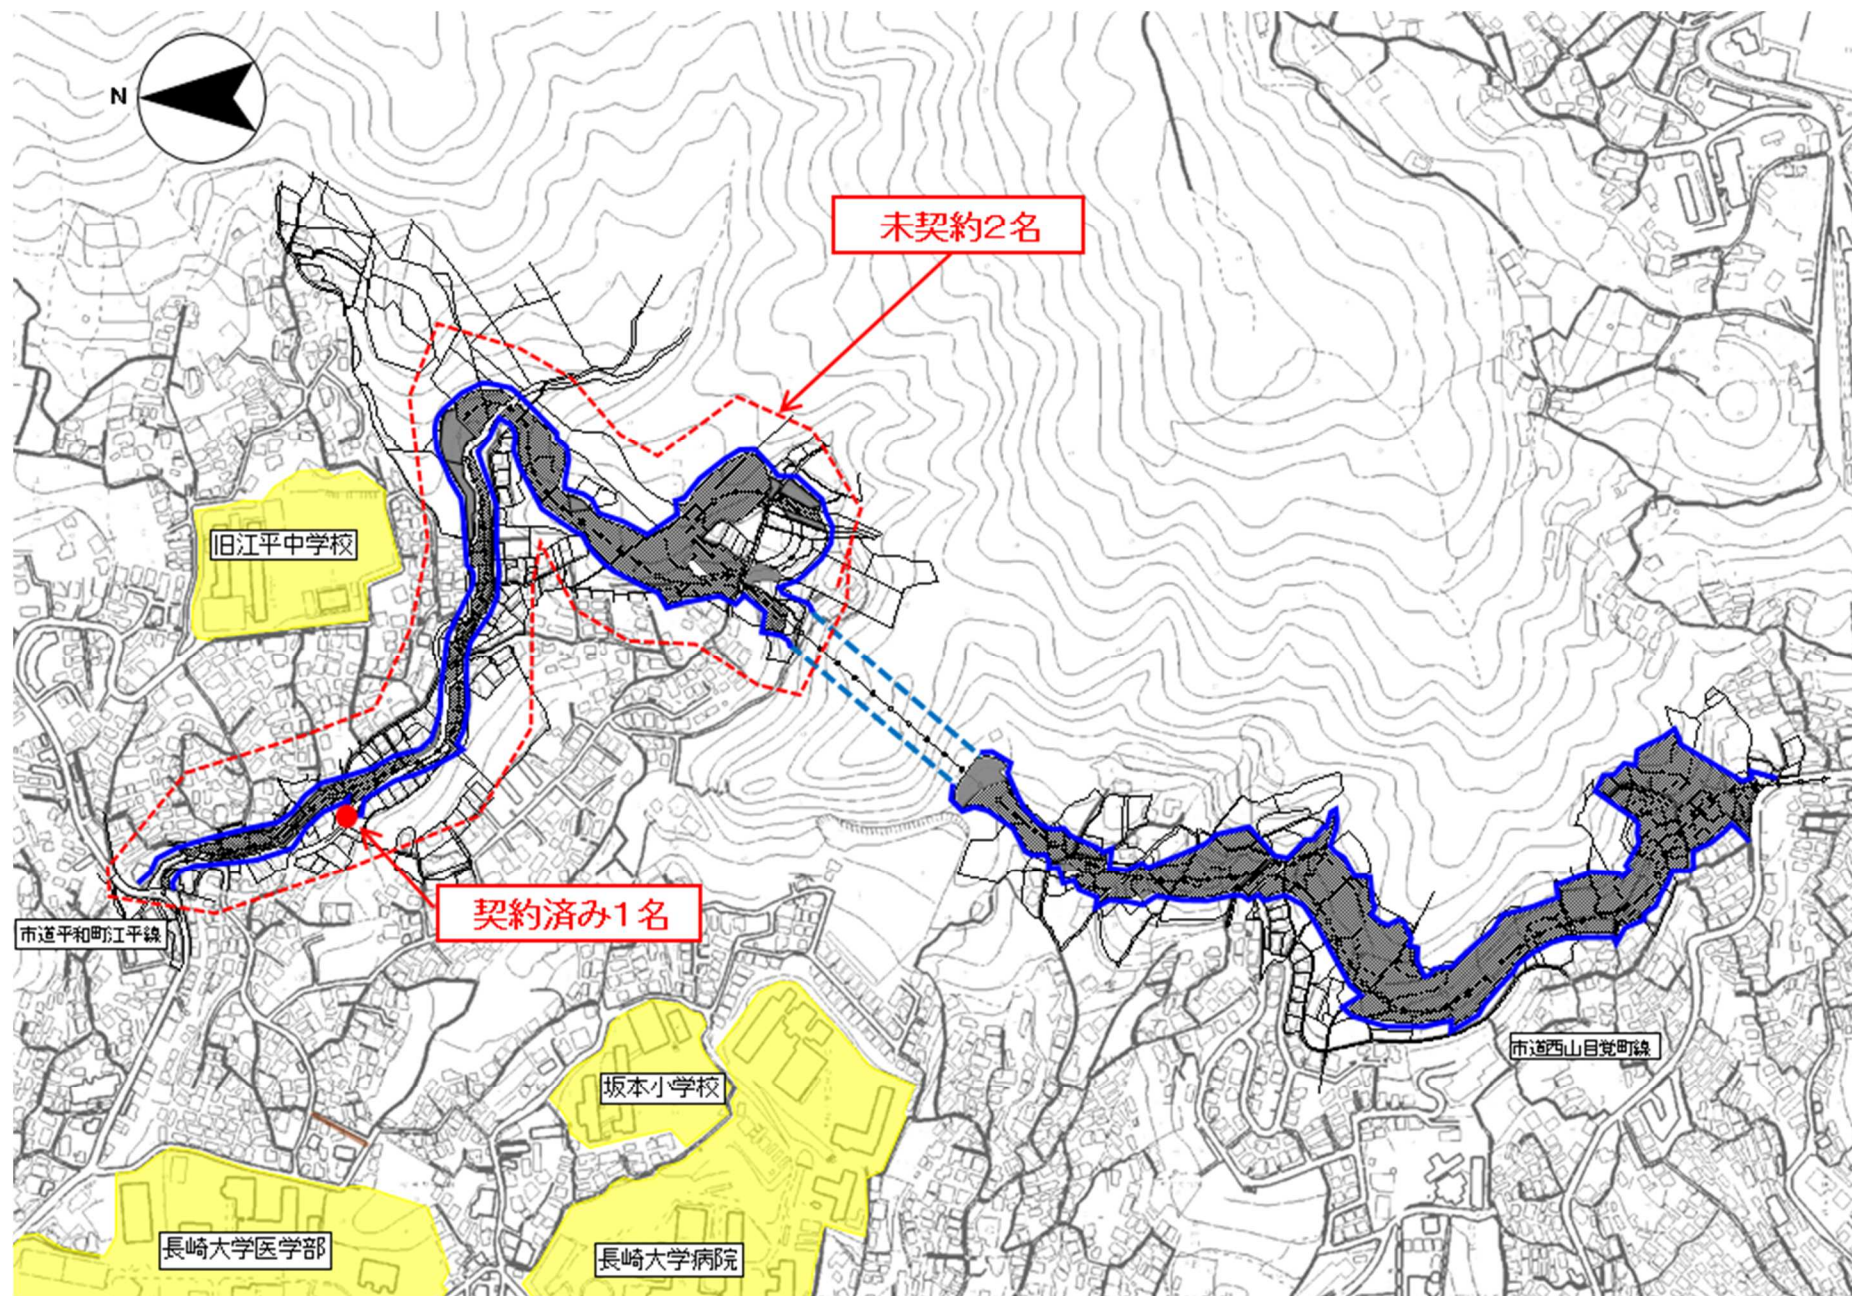 N
未契約2名
旧江平中学校
契約済み1名
市道平和町江平線
市道西山目覚町線
坂本小学校
長崎大学医学部
長崎大学病院